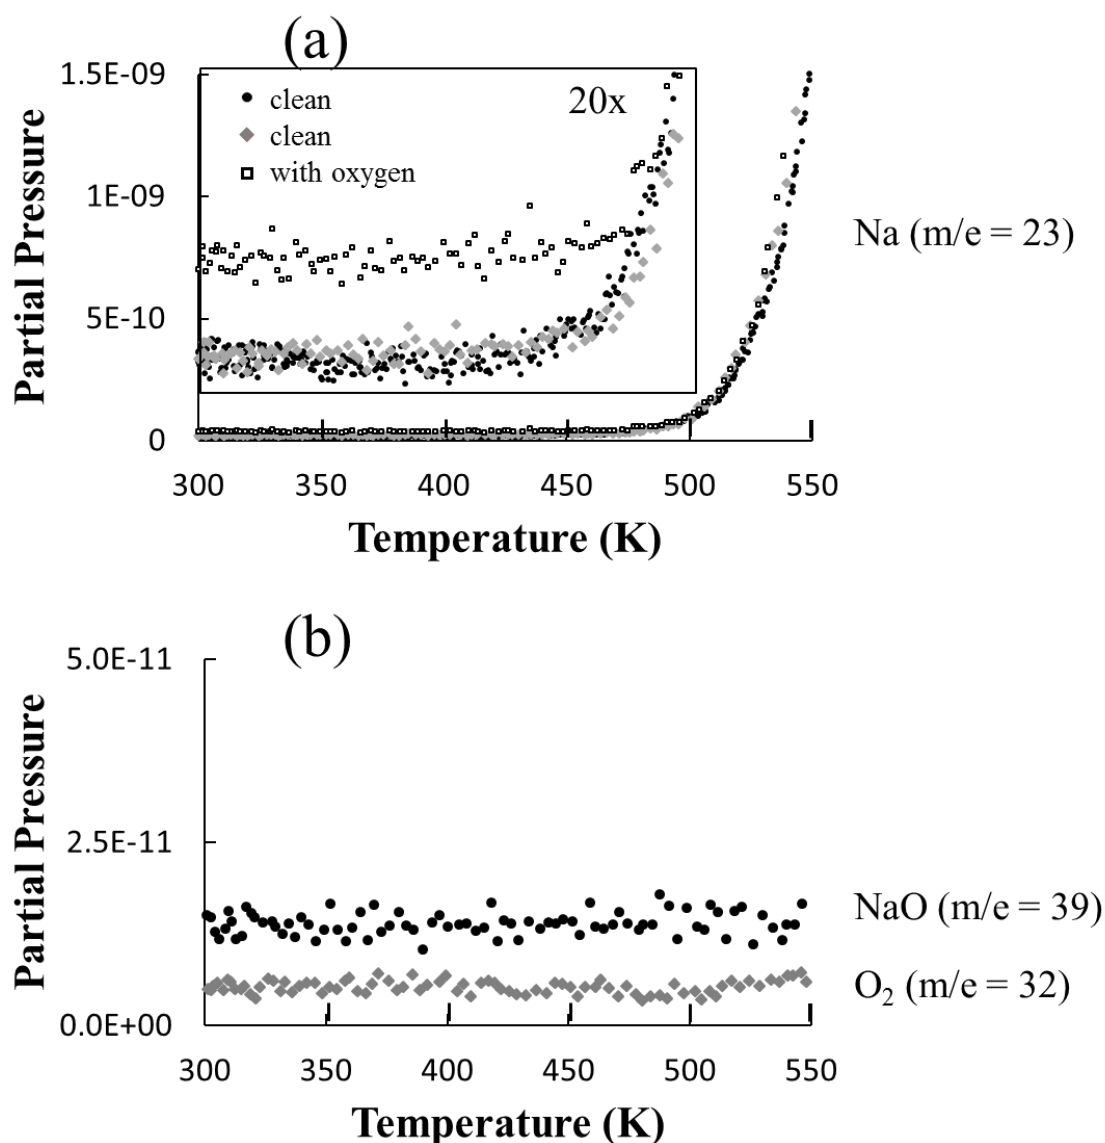 (a)
Partial Pressure
1.5E-09
1E-09
5E-10
0
clean
clean
with oxygen
20x
Na (m/e = 23)
300 350 400 450 500 550
Temperature (K)
(b)
Partial Pressure
5.0E-11
2.5E-11
0.0E+00
NaO (m/e = 39)
O₂ (m/e = 32)
300 350 400 450 500 550
Temperature (K)